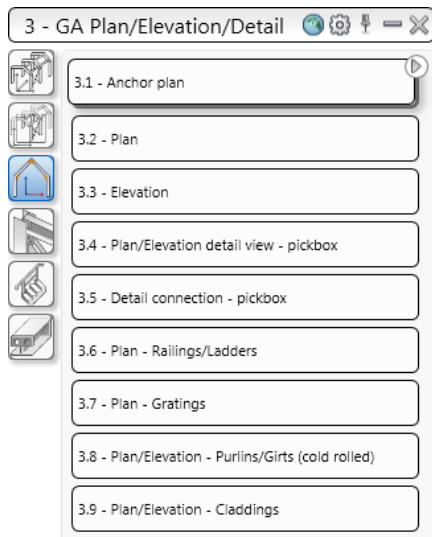 3 - GA Plan/Elevation/Detail
3.1 - Anchor plan
3.2 - Plan
3.3 - Elevation
3.4 - Plan/Elevation detail view - pickbox
3.5 - Detail connection - pickbox
3.6 - Plan - Railings/Ladders
3.7 - Plan - Gratings
3.8 - Plan/Elevation - Purlins/Girts (cold rolled)
3.9 - Plan/Elevation - Claddings